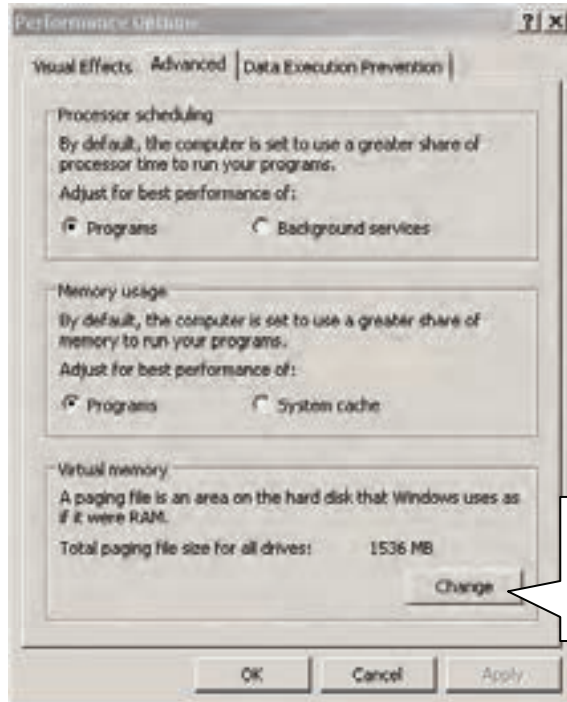 Performance Options
? x
Visual Effects Advanced Data Execution Prevention
Processor scheduling
By default, the computer is set to use a greater share of
processor time to run your programs.
Adjust for best performance of:
Programs Background services
Memory usage
By default, the computer is set to use a greater share of
memory to run your programs.
Adjust for best performance of:
Programs System cache
Virtual memory
A paging file is an area on the hard disk that Windows uses as
if it were RAM.
Total paging file size for all drives: 1536 MB
Change
OK Cancel Apply